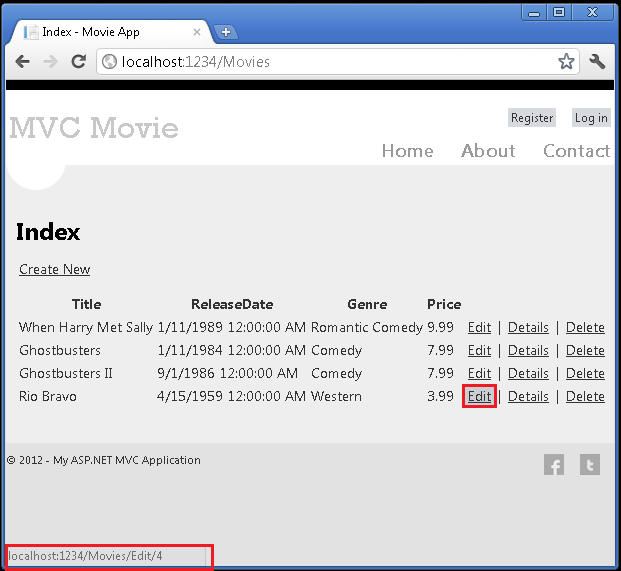 Index - Movie App
localhost:1234/Movies
MVC Movie
Register Log in
Home About Contact
Index
Create New
Title ReleaseDate Genre Price
When Harry Met Sally 1/11/1989 12:00:00 AM Romantic Comedy 9.99 Edit | Details | Delete
Ghostbusters 1/11/1984 12:00:00 AM Comedy 7.99 Edit | Details | Delete
Ghostbusters II 9/1/1986 12:00:00 AM Comedy 7.99 Edit | Details | Delete
Rio Bravo 4/15/1959 12:00:00 AM Western 3.99 Edit | Details | Delete
© 2012 - My ASP.NET MVC Application
localhost:1234/Movies/Edit/4